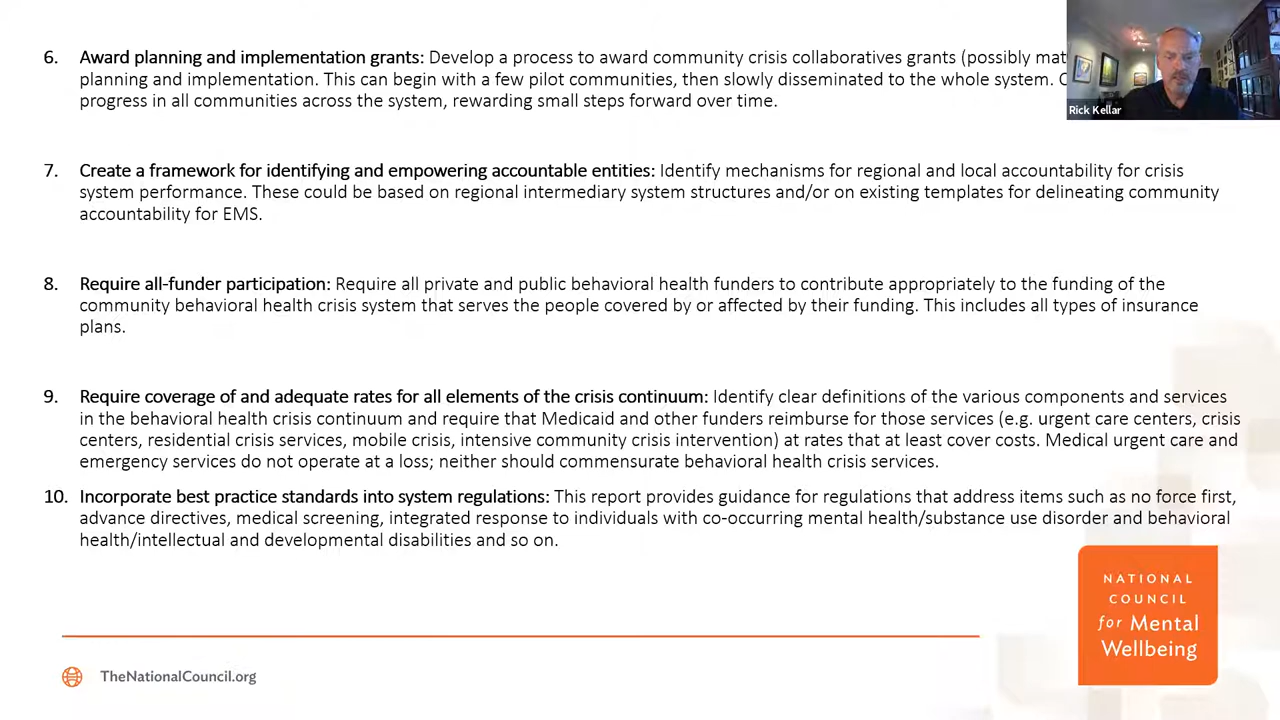 6. Award planning and implementation grants: Develop a process to award community crisis collaboratives grants (possibly
planning and implementation. This can begin with a few pilot communities, then slowly disseminated to the whole system.
progress in all communities across the system, rewarding small steps forward over time.
Rick Kellar
7. Create a framework for identifying and empowering accountable entities: Identify mechanisms for regional and local accountability for crisis
system performance. These could be based on regional intermediary system structures and/or on existing templates for delineating community
accountability for EMS.
8. Require all-funder participation: Require all private and public behavioral health funders to contribute appropriately to the funding of the
community behavioral health crisis system that serves the people covered by or affected by their funding. This includes all types of insurance
plans.
9. Require coverage of and adequate rates for all elements of the crisis continuum: Identify clear definitions of the various components and services
in the behavioral health crisis continuum and require that Medicaid and other funders reimburse for those services (e.g. urgent care centers, crisis
centers, residential crisis services, mobile crisis, intensive community crisis intervention) at rates that at least cover costs. Medical urgent care and
emergency services do not operate at a loss; neither should commensurate behavioral health crisis services.
10. Incorporate best practice standards into system regulations: This report provides guidance for regulations that address items such as no force first,
advance directives, medical screening, integrated response to individuals with co-occurring mental health/substance use disorder and behavioral
health/intellectual and developmental disabilities and so on.
NATIONAL
COUNCIL
for Mental
Wellbeing
TheNationalCouncil.org